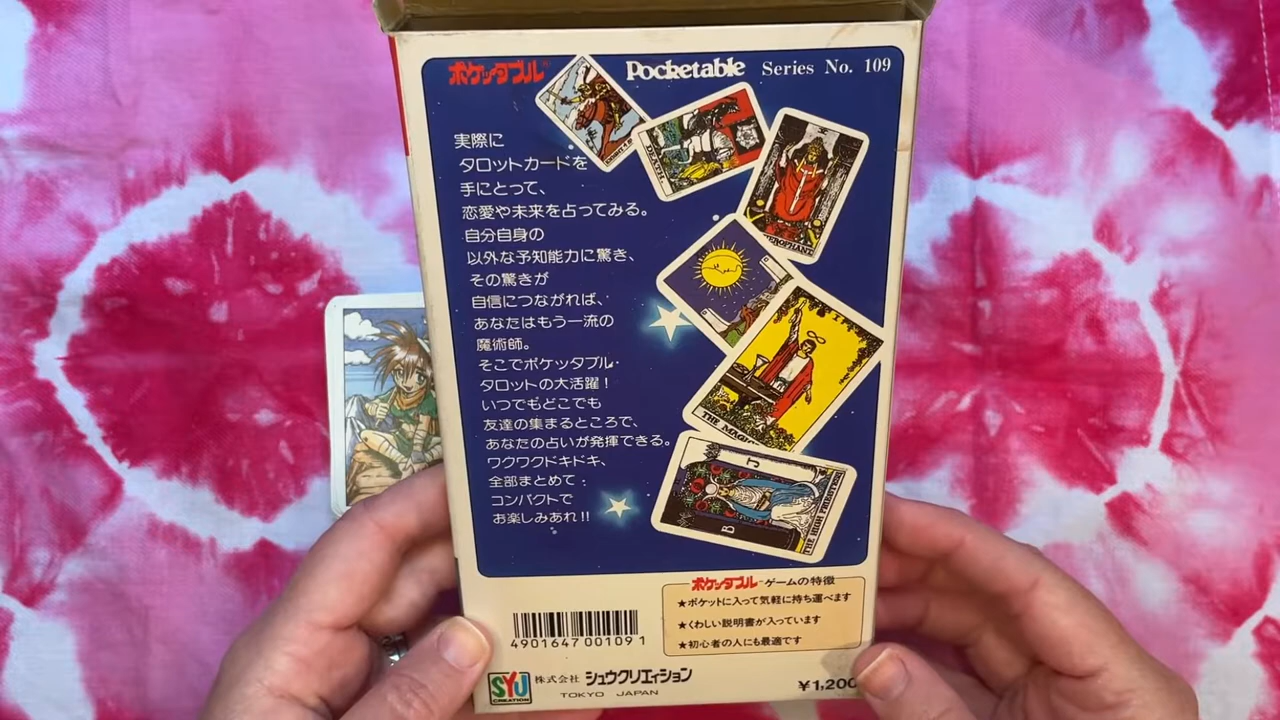 ポケッタブル
Pocketable Series No. 109
実際に
タロットカードを
手にとって、
恋愛や未来を占ってみる。
自分自身の
以外な予知能力に驚き、
その驚きが
自信につながれば、
あなたはもう一流の
魔術師。
そこでポケッタブル・
タロットの大活躍!
いつでもどこでも
友達の集まるところで、
あなたの占いが発揮できる。
ワクワクドキドキ、
全部まとめて
コンパクトで
お楽しみあれ!!
DEATH
HIEROPHANT
THE MAGIC
J
B
THE HIGH PRIESTESS
ポケッタブル ゲームの特徴
★ポケットに入って気軽に持ち運べます
★くわしい説明書が入っています
★初心者の人にも最適です
4901647001091
SYU
CREATION
株式会社 シュウクリエィション
TOKYO JAPAN
¥1,200